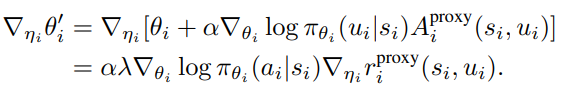 ∇_{η_i} θ'_i = ∇_{η_i} [θ_i + α∇_{θ_i} log π_{θ_i}(u_i|s_i) A_i^{proxy}(s_i, u_i)]
= αλ∇_{θ_i} log π_{θ_i}(a_i|s_i) ∇_{η_i} r_i^{proxy}(s_i, u_i).